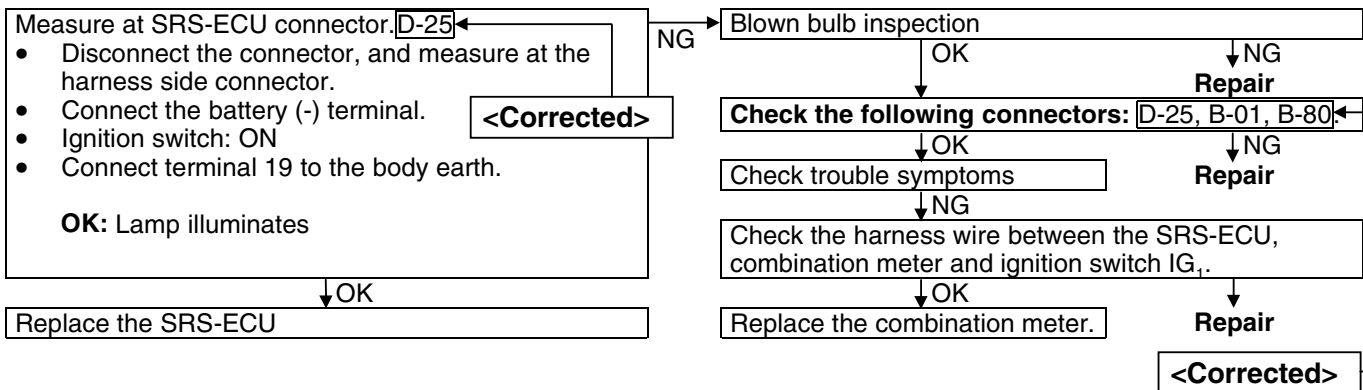 Measure at SRS-ECU connector. D-25
• Disconnect the connector, and measure at the
harness side connector.
• Connect the battery (-) terminal.
• Ignition switch: ON
• Connect terminal 19 to the body earth.
OK: Lamp illuminates
<Corrected>
OK
Replace the SRS-ECU
NG
Blown bulb inspection
OK
NG
Repair
Check the following connectors: D-25, B-01, B-80.
OK
NG
Check trouble symptoms
Repair
NG
Check the harness wire between the SRS-ECU,
combination meter and ignition switch IG₁.
OK
Replace the combination meter.
Repair
<Corrected>